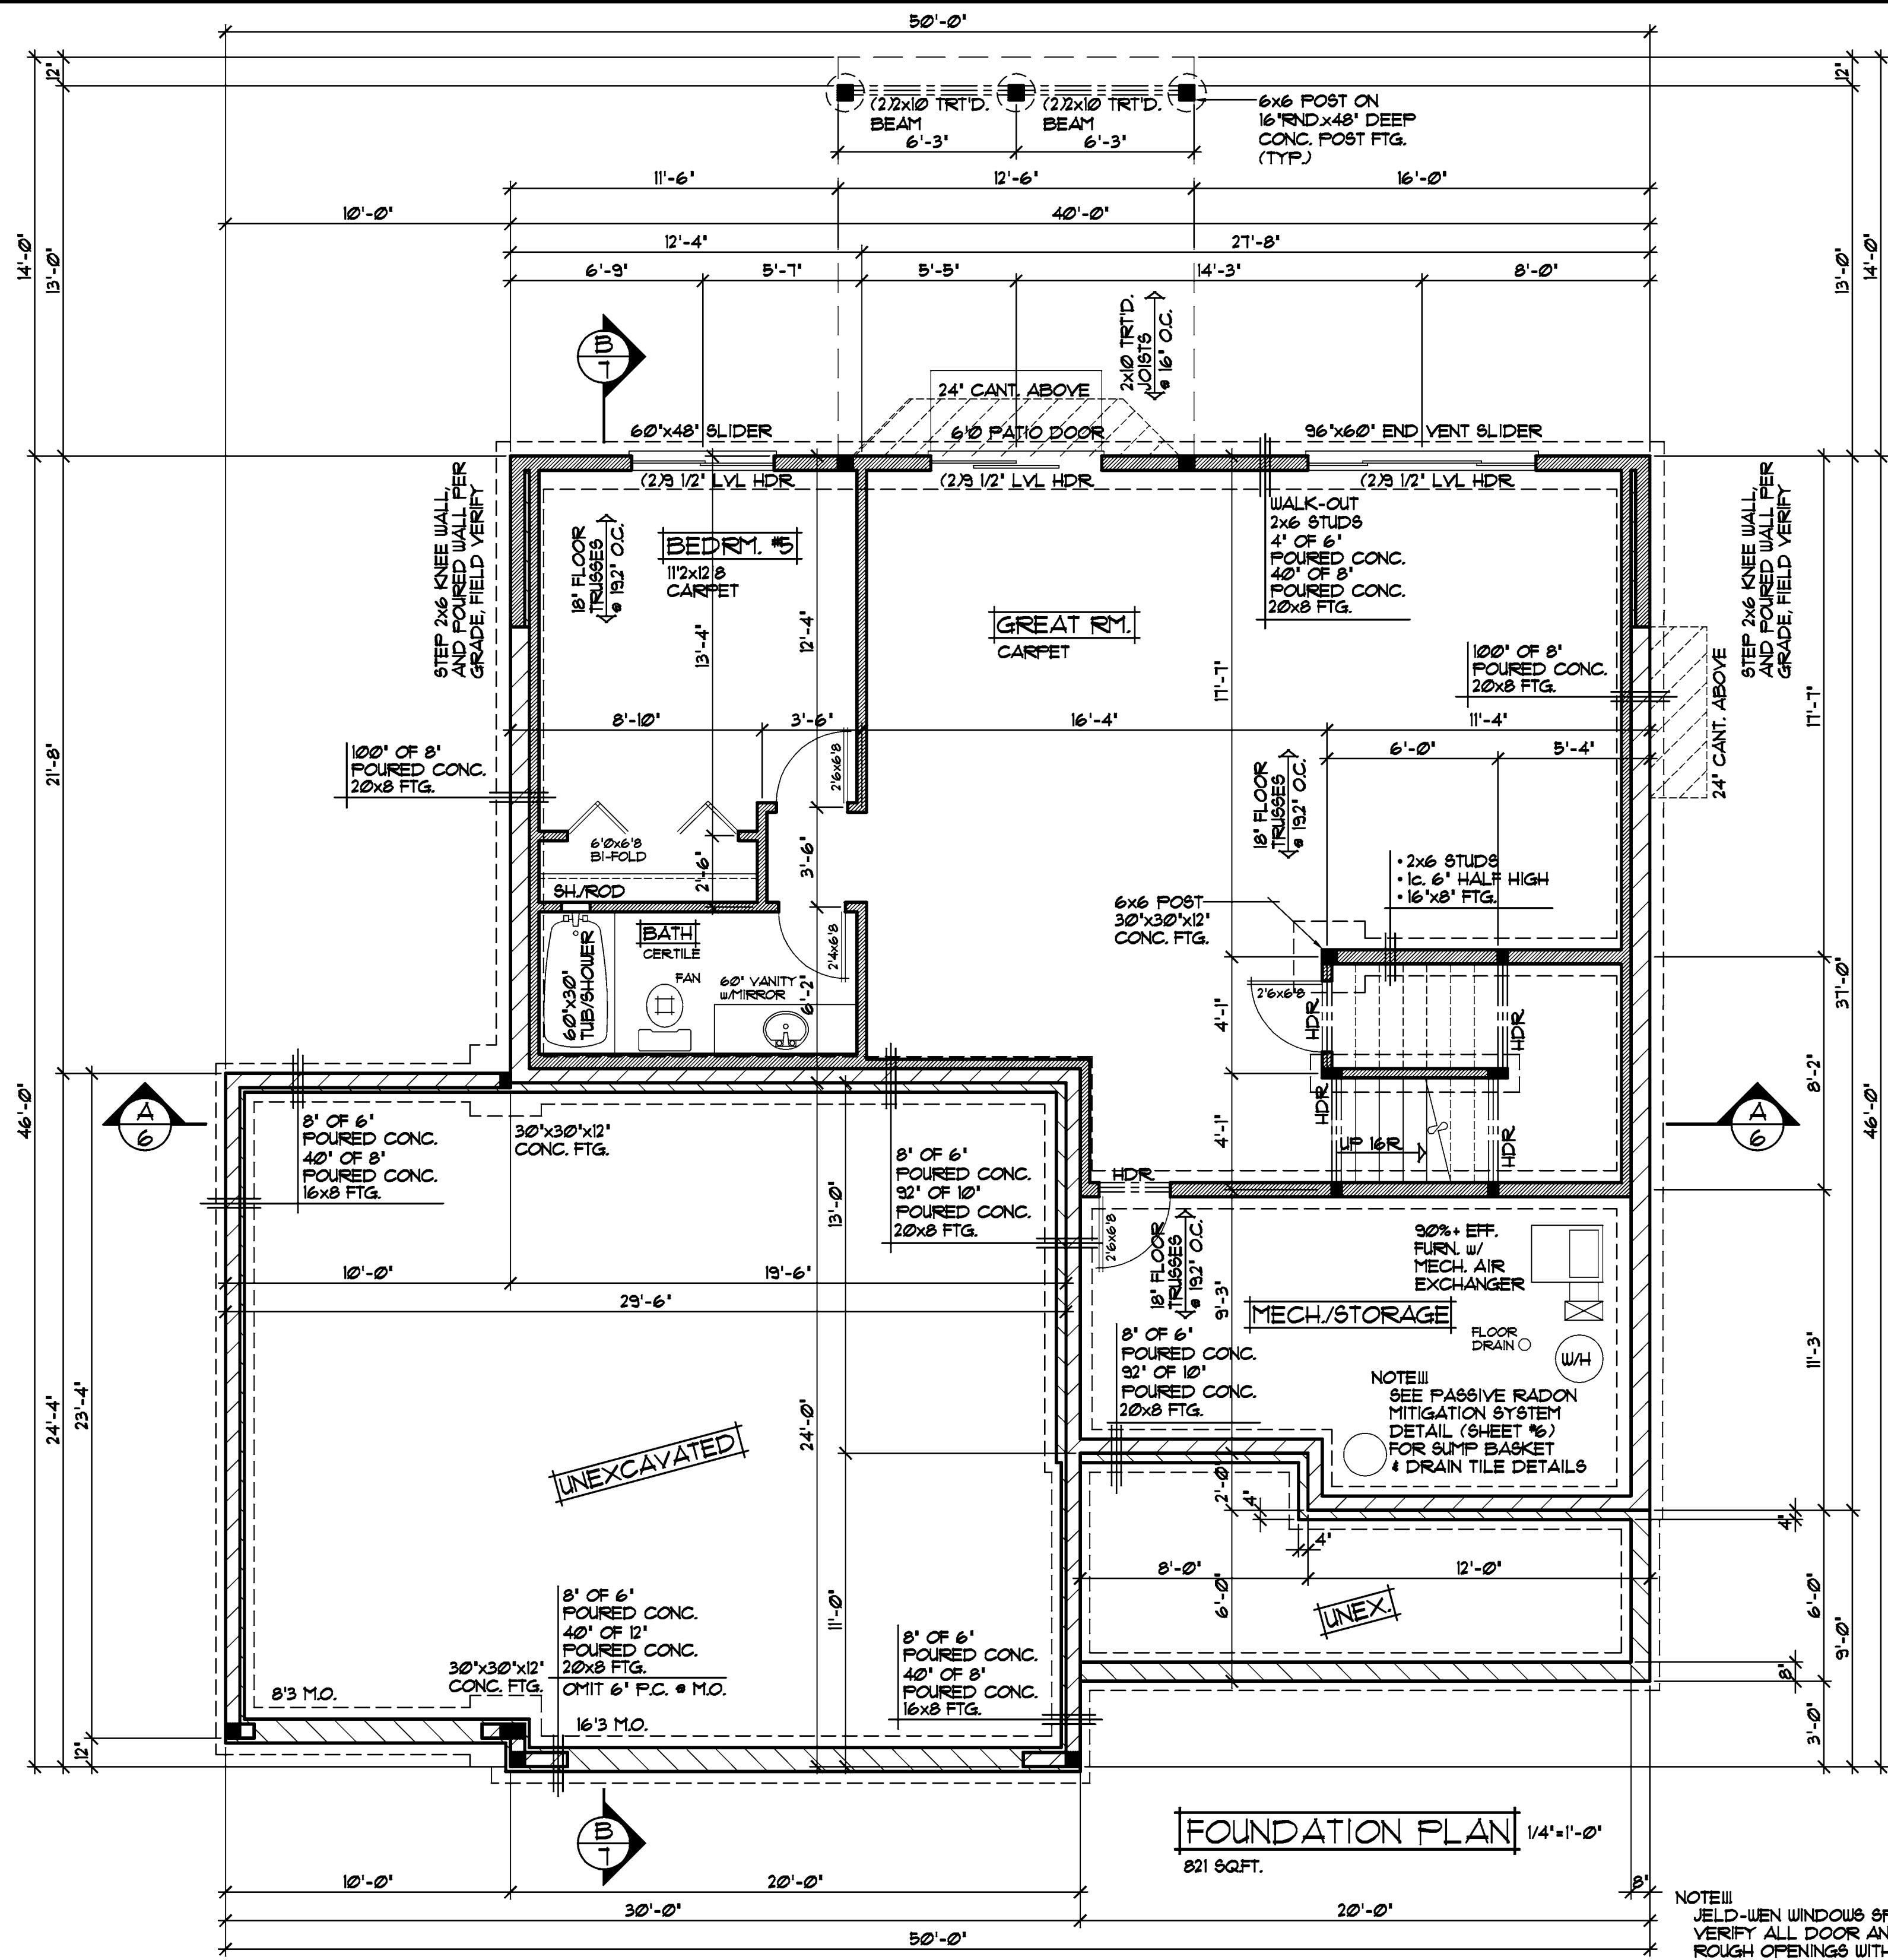 50'-0"
12"
14'-0"
13'-0"
(2)2x10 TRT'D.
BEAM
(2)2x10 TRT'D.
BEAM
6'-3"
6'-3"
6x6 POST ON
16"RND.x48" DEEP
CONC. POST FTG.
(TYP.)
12"
13'-0"
14'-0"
11'-6"
12'-6"
16'-0"
10'-0"
40'-0"
12'-4"
27'-8"
6'-9"
5'-7"
5'-5"
14'-3"
8'-0"
B
7
2x10 TRT'D.
JOISTS
@ 16" O.C.
24" CANT. ABOVE
60"x48" SLIDER
6'0 PATIO DOOR
96"x60" END VENT SLIDER
(2)9 1/2" LVL HDR
(2)9 1/2" LVL HDR
(2)9 1/2" LVL HDR
STEP 2x6 KNEE WALL,
AND POURED WALL PER
GRADE, FIELD VERIFY
18" FLOOR
TRUSSES
@ 19.2" O.C.
BEDRM. #5
11'2x12'8
CARPET
13'-4"
12'-4"
GREAT RM.
CARPET
WALK-OUT
2x6 STUDS
4" OF 6"
POURED CONC.
40" OF 8"
POURED CONC.
20x8 FTG.
17'-7"
100" OF 8"
POURED CONC.
20x8 FTG.
STEP 2x6 KNEE WALL,
AND POURED WALL PER
GRADE, FIELD VERIFY
24" CANT. ABOVE
17'-7"
21'-8"
46'-0"
100" OF 8"
POURED CONC.
20x8 FTG.
8'-10"
3'-6"
16'-4"
11'-4"
6'-0"
5'-4"
2'6x6'8
6'0x6'8
BI-FOLD
2'-6"
3'-6"
SH./ROD
18" FLOOR
TRUSSES
@ 19.2" O.C.
• 2x6 STUDS
• 1c. 6" HALF HIGH
• 16"x8" FTG.
6x6 POST
30"x30"x12"
CONC. FTG.
BATH
CERTILE
FAN
60"x30"
TUB/SHOWER
60" VANITY
w/MIRROR
2'4x6'8
6'-2"
2'6x6'8
HDR
HDR
4'-1"
4'-1"
HDR
HDR
UP 16R
8'-2"
37'-0"
46'-0"
A
6
A
6
8" OF 6"
POURED CONC.
40" OF 8"
POURED CONC.
16x8 FTG.
30"x30"x12"
CONC. FTG.
8" OF 6"
POURED CONC.
92" OF 10"
POURED CONC.
20x8 FTG.
13'-0"
HDR
2'6x6'8
18" FLOOR
TRUSSES
@ 19.2" O.C.
9'-3"
90%+ EFF.
FURN. w/
MECH. AIR
EXCHANGER
MECH./STORAGE
FLOOR
DRAIN
W/H
10'-0"
19'-6"
29'-6"
8" OF 6"
POURED CONC.
92" OF 10"
POURED CONC.
20x8 FTG.
NOTE!!!
SEE PASSIVE RADON
MITIGATION SYSTEM
DETAIL (SHEET #6)
FOR SUMP BASKET
& DRAIN TILE DETAILS
11'-3"
24'-4"
23'-4"
24'-0"
UNEXCAVATED
2'-0"
4"
4"
4"
8'-0"
12'-0"
6'-0"
UNEX.
6'-0"
9'-0"
8"
3'-0"
11'-0"
8" OF 6"
POURED CONC.
40" OF 12"
POURED CONC.
20x8 FTG.
OMIT 6" P.C. @ M.O.
30"x30"x12"
CONC. FTG.
8" OF 6"
POURED CONC.
40" OF 8"
POURED CONC.
16x8 FTG.
8'3 M.O.
16'3 M.O.
12"
B
7
FOUNDATION PLAN 1/4"=1'-0"
821 SQ.FT.
10'-0"
20'-0"
8"
30'-0"
20'-0"
50'-0"
NOTE!!!
JELD-WEN WINDOWS
VERIFY ALL DOOR
ROUGH OPENINGS WITH